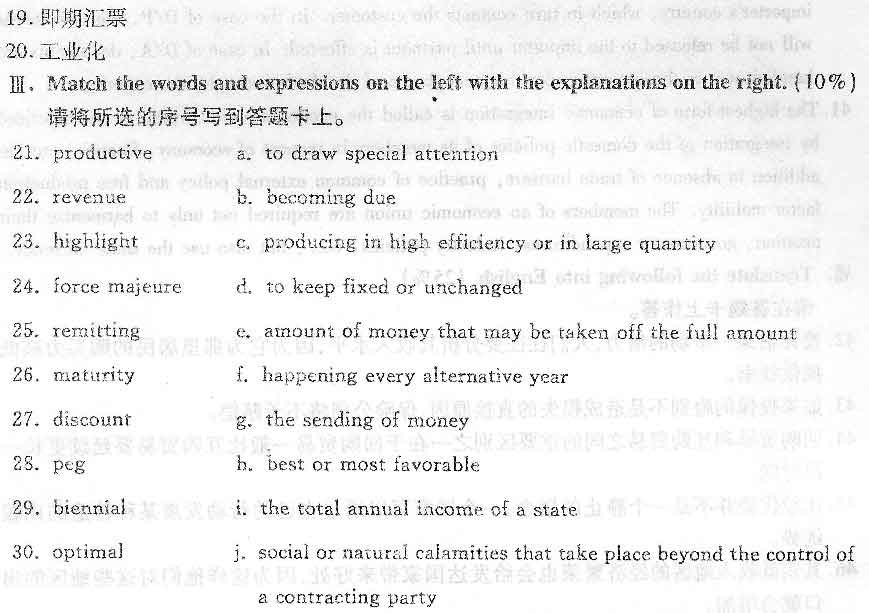 19. 即期汇票
20. 工业化
Ⅲ. Match the words and expressions on the left with the explanations on the right. (10%)
请将所选的序号写到答题卡上。
21. productive a. to draw special attention
22. revenue b. becoming due
23. highlight c. producing in high efficiency or in large quantity
24. force majeure d. to keep fixed or unchanged
25. remitting e. amount of money that may be taken off the full amount
26. maturity f. happening every alternative year
27. discount g. the sending of money
28. peg h. best or most favorable
29. biennial i. the total annual income of a state
30. optimal j. social or natural calamities that take place beyond the control of
a contracting party